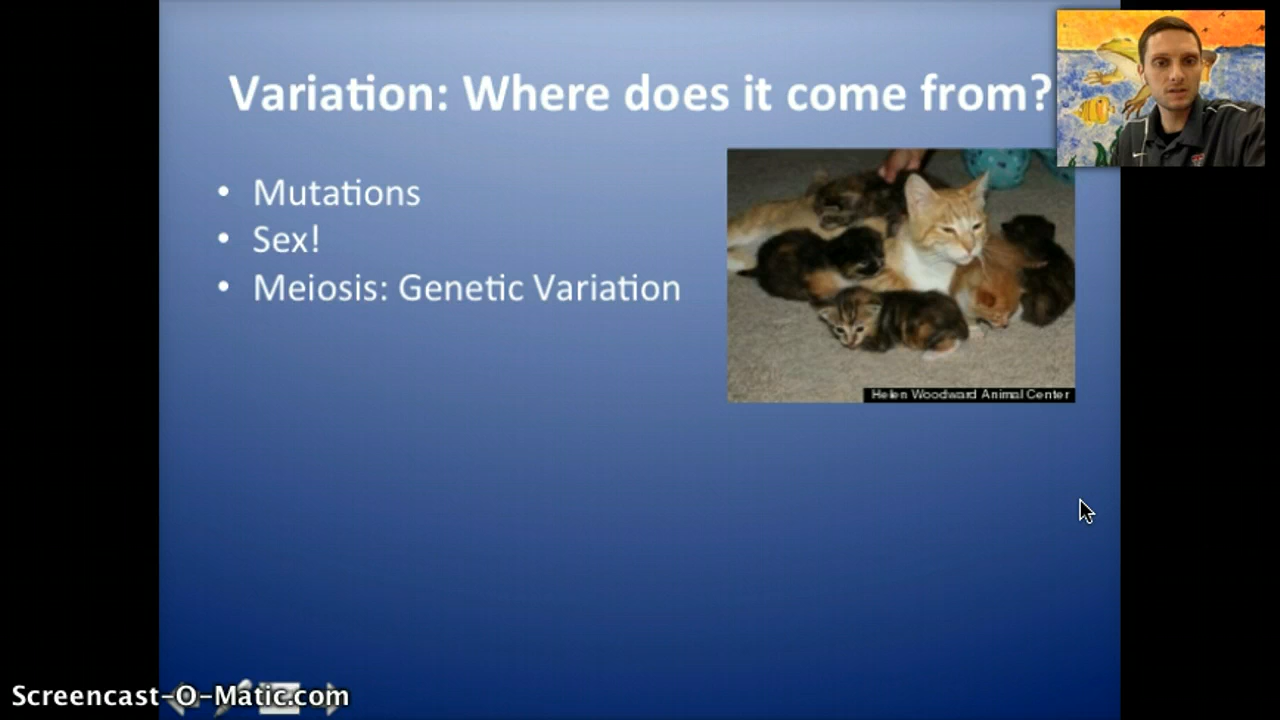 Variation: Where does it come from?
• Mutations
• Sex!
• Meiosis: Genetic Variation
Helen Woodward Animal Center
Screencast-O-Matic.com